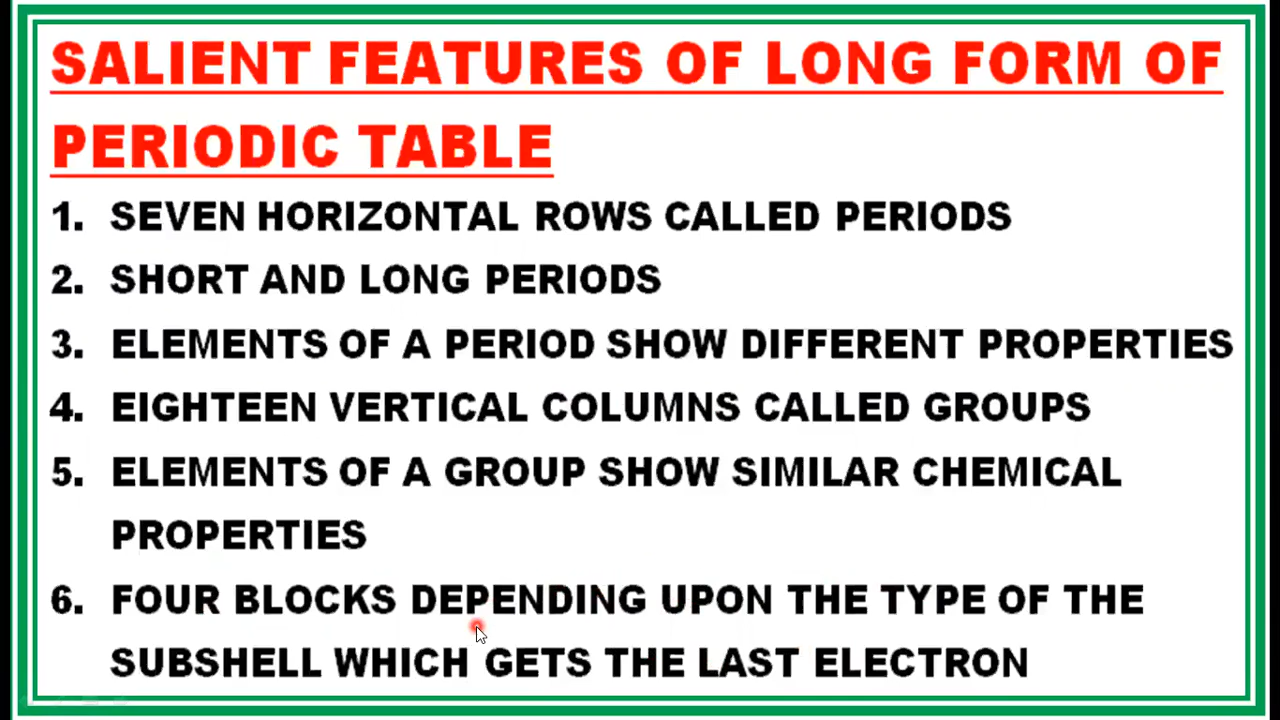 SALIENT FEATURES OF LONG FORM OF
PERIODIC TABLE
1. SEVEN HORIZONTAL ROWS CALLED PERIODS
2. SHORT AND LONG PERIODS
3. ELEMENTS OF A PERIOD SHOW DIFFERENT PROPERTIES
4. EIGHTEEN VERTICAL COLUMNS CALLED GROUPS
5. ELEMENTS OF A GROUP SHOW SIMILAR CHEMICAL
PROPERTIES
6. FOUR BLOCKS DEPENDING UPON THE TYPE OF THE
SUBSHELL WHICH GETS THE LAST ELECTRON